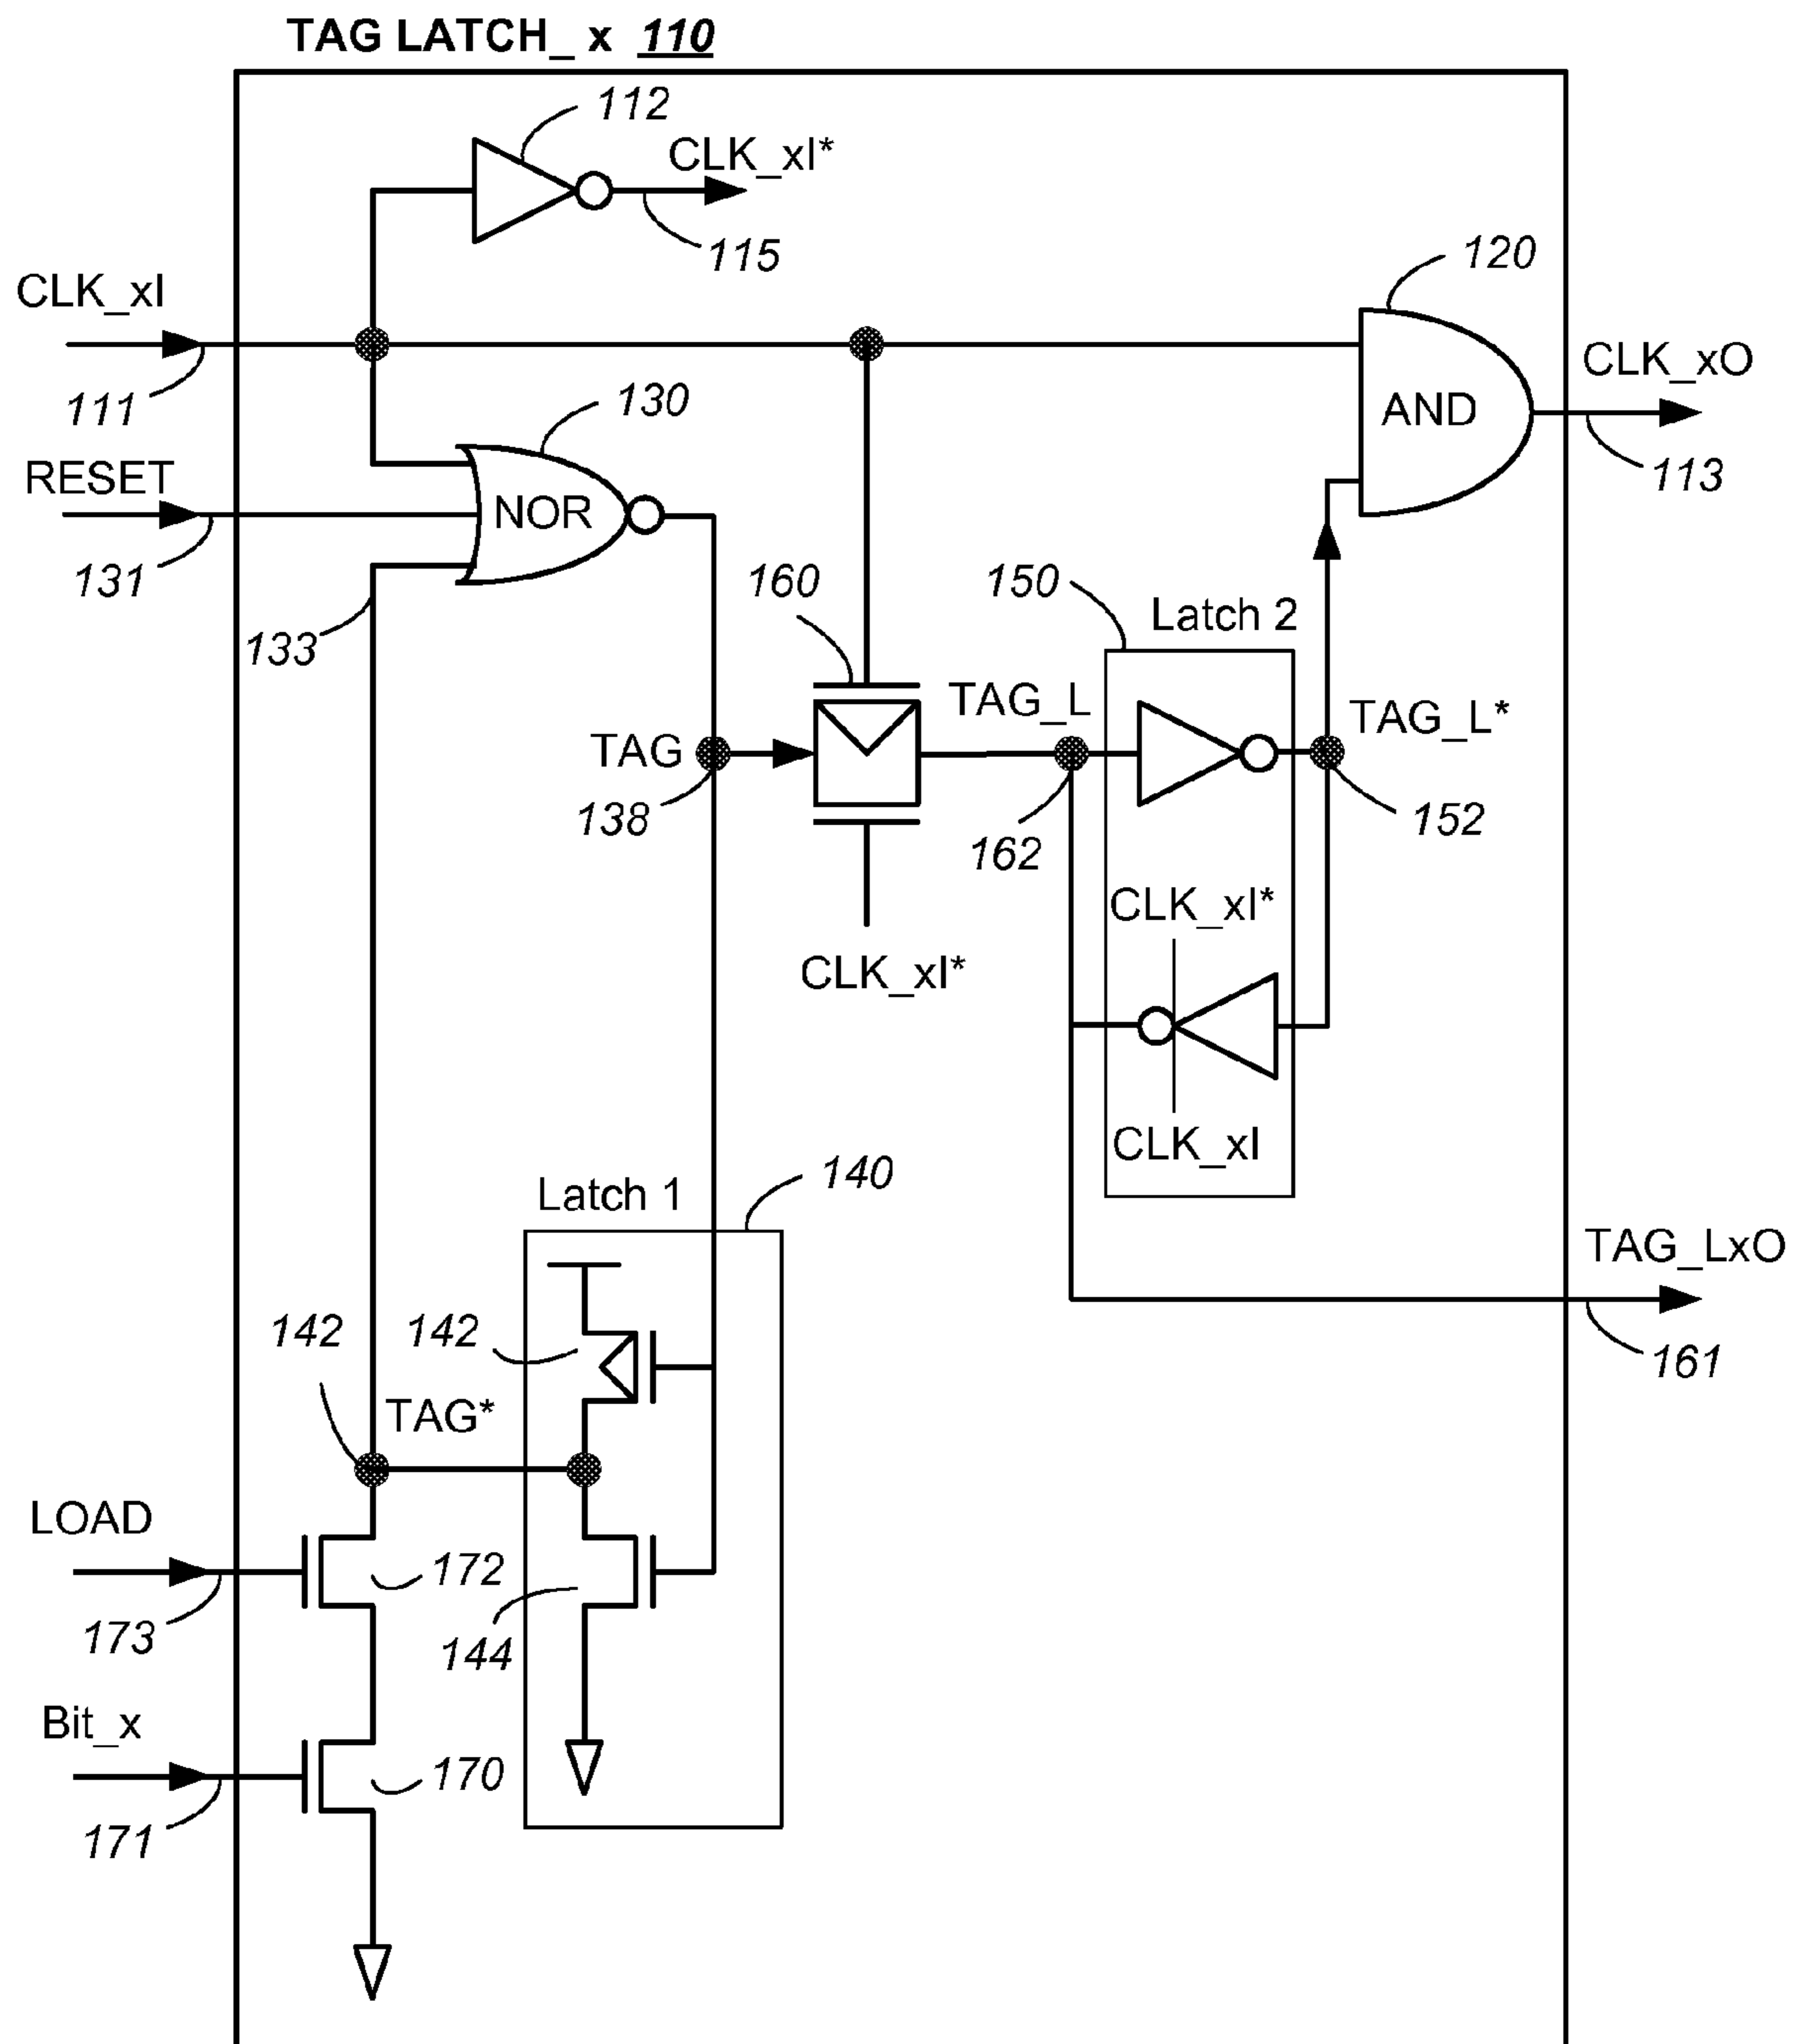 TAG LATCH_ x 110
112
CLK_xI*
115
120
CLK_xI
111
130
CLK_xO
AND
113
RESET
NOR
131
133
160
150
Latch 2
TAG
138
TAG_L
162
TAG_L*
152
CLK_xI*
CLK_xI*
CLK_xI
Latch 1
140
TAG_LxO
161
142
142
TAG*
LOAD
172
173
144
Bit_x
170
171